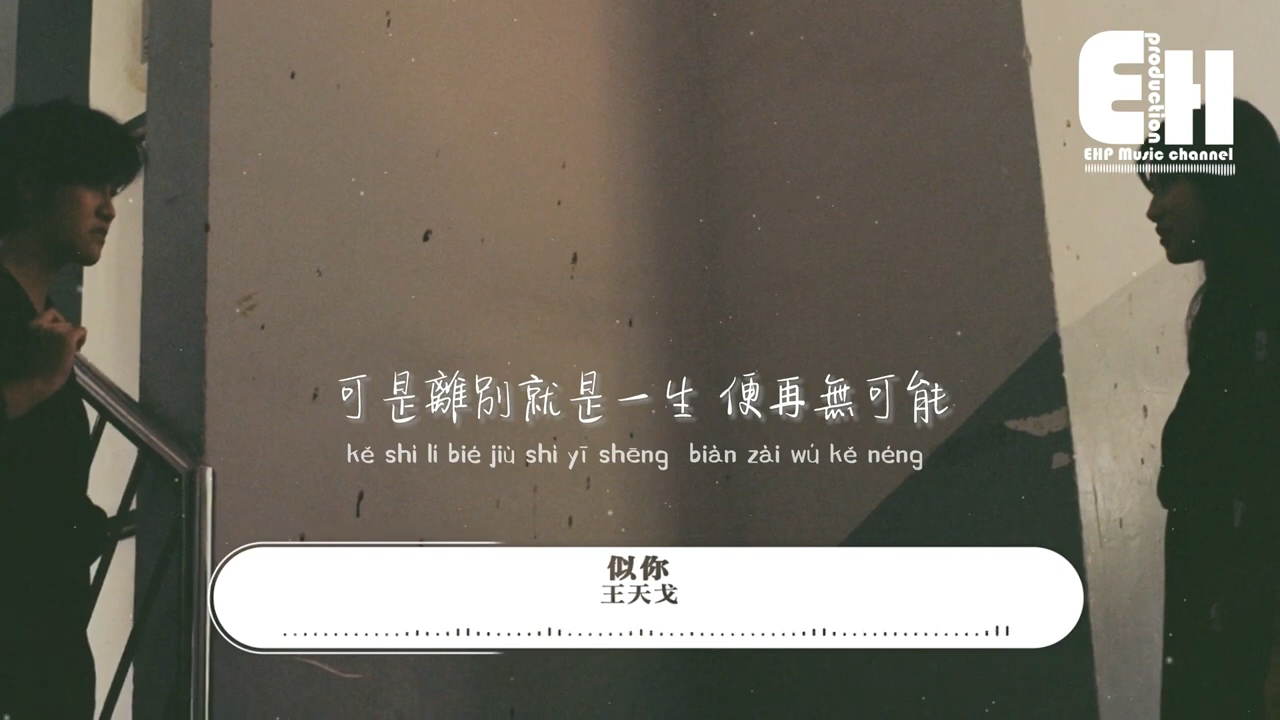 EH
production
EHP Music channel
可是離別就是一生 便再無可能
kě shì lí bié jiù shì yī shēng biàn zài wú kě néng
似你
王天戈